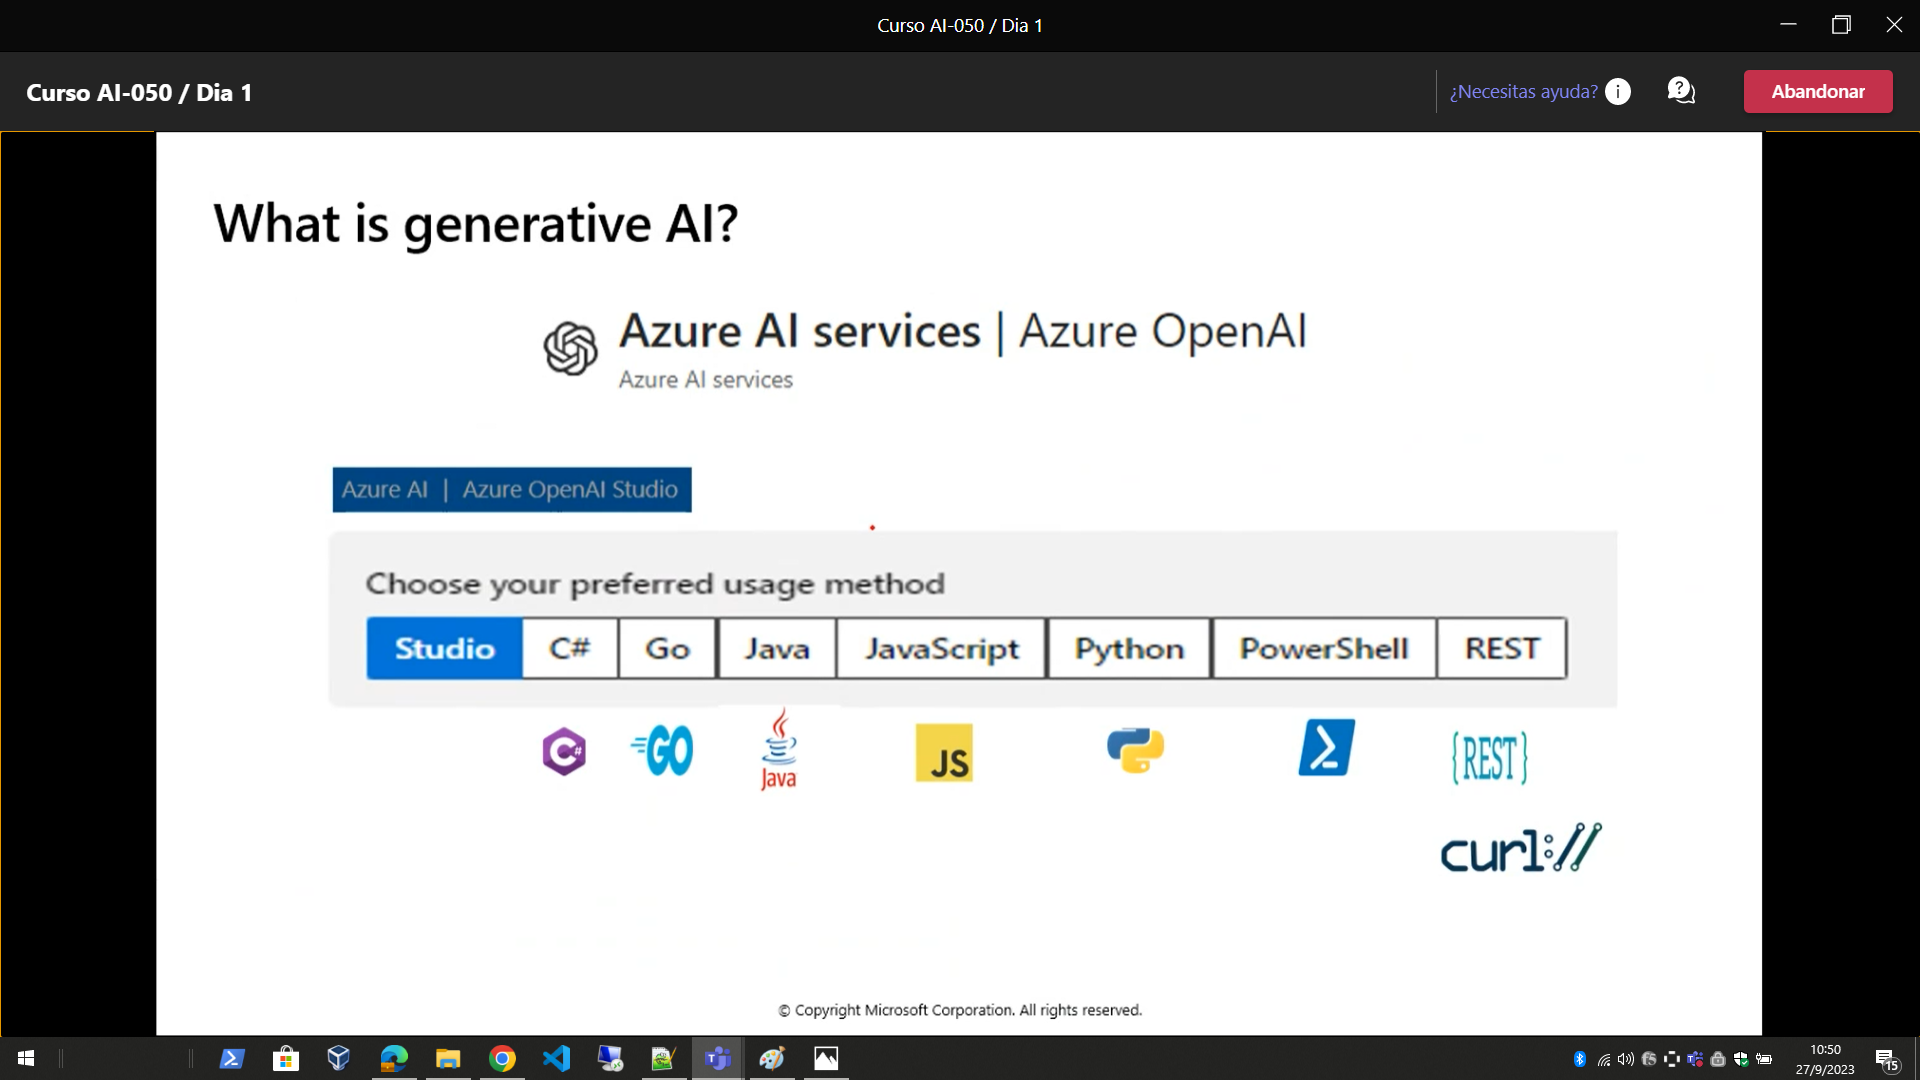 Curso AI-050 / Dia 1
Curso AI-050 / Dia 1
¿Necesitas ayuda?
Abandonar
What is generative AI?
Azure AI services | Azure OpenAI
Azure AI services
Azure AI | Azure OpenAI Studio
Choose your preferred usage method
Studio C# Go Java JavaScript Python PowerShell REST
C# GO Java JS {REST}
curl://
© Copyright Microsoft Corporation. All rights reserved.
10:50
27/9/2023
15